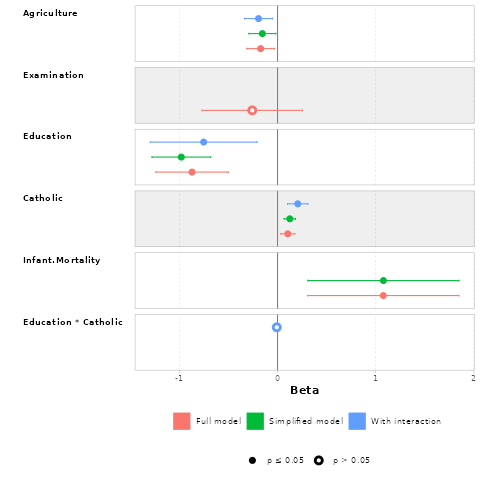 Agriculture
Examination
Education
Catholic
Infant.Mortality
Education * Catholic
-1 0 1 2
Beta
Full model Simplified model With interaction
p ≤ 0.05 p > 0.05